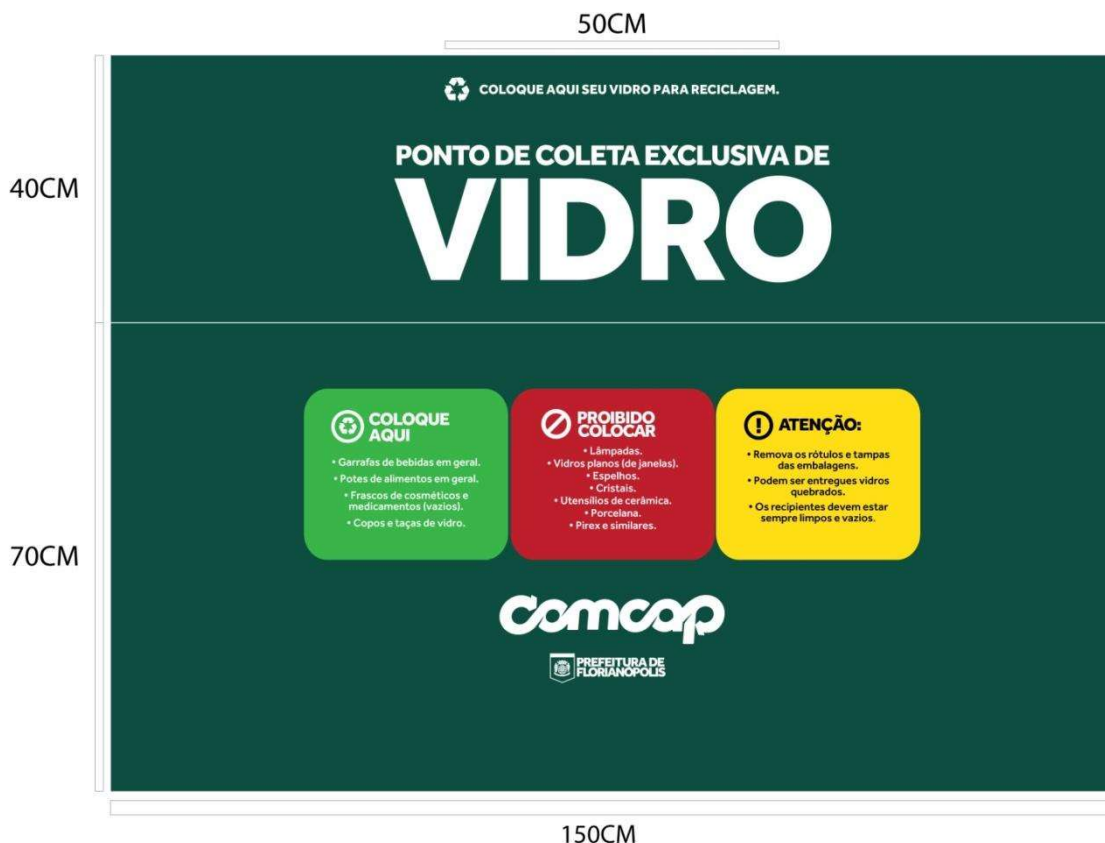 50CM
40CM
COLOQUE AQUI SEU VIDRO PARA RECICLAGEM.
PONTO DE COLETA EXCLUSIVA DE
VIDRO
70CM
COLOQUE
AQUI
• Garrafas de bebidas em geral.
• Potes de alimentos em geral.
• Frascos de cosméticos e
medicamentos (vazios).
• Copos e taças de vidro.
PROIBIDO
COLOCAR
• Lâmpadas.
• Vidros planos (de janelas).
• Espelhos.
• Cristais.
• Utensílios de cerâmica.
• Porcelana.
• Pirex e similares.
ATENÇÃO:
• Remova os rótulos e tampas
das embalagens.
• Podem ser entregues vidros
quebrados.
• Os recipientes devem estar
sempre limpos e vazios.
comcap
PREFEITURA DE
FLORIANÓPOLIS
150CM